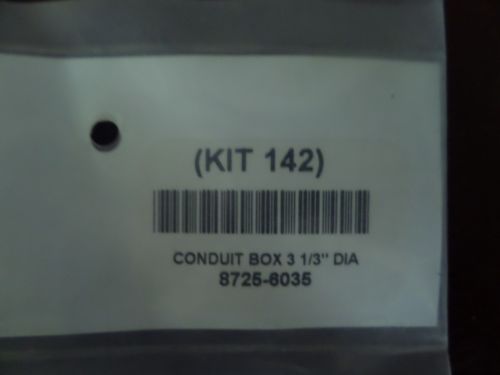 (KIT 142)
CONDUIT BOX 3 1/3" DIA
8725-6035